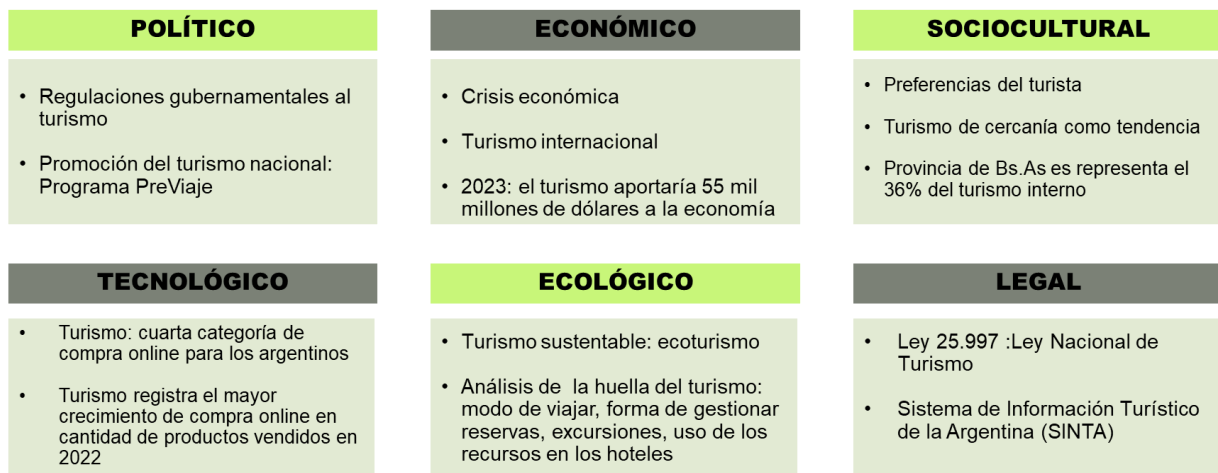 POLÍTICO
• Regulaciones gubernamentales al
turismo
• Promoción del turismo nacional:
Programa PreViaje
ECONÓMICO
• Crisis económica
• Turismo internacional
• 2023: el turismo aportaría 55 mil
millones de dólares a la economía
SOCIOCULTURAL
• Preferencias del turista
• Turismo de cercanía como tendencia
• Provincia de Bs.As es representa el
36% del turismo interno
TECNOLÓGICO
• Turismo: cuarta categoría de
compra online para los argentinos
• Turismo registra el mayor
crecimiento de compra online en
cantidad de productos vendidos en
2022
ECOLÓGICO
• Turismo sustentable: ecoturismo
• Análisis de la huella del turismo:
modo de viajar, forma de gestionar
reservas, excursiones, uso de los
recursos en los hoteles
LEGAL
• Ley 25.997 :Ley Nacional de
Turismo
• Sistema de Información Turístico
de la Argentina (SINTA)